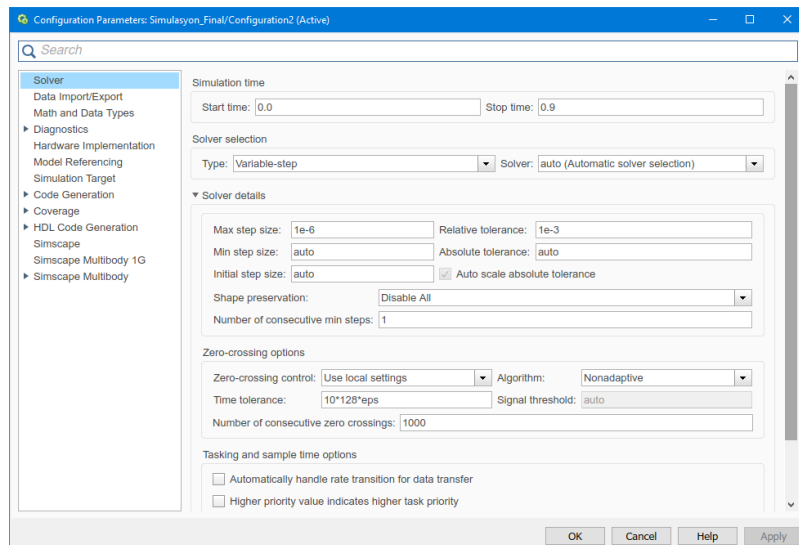 Configuration Parameters: Simulasyon_Final/Configuration2 (Active)
Search
Solver
Data Import/Export
Math and Data Types
Diagnostics
Hardware Implementation
Model Referencing
Simulation Target
Code Generation
Coverage
HDL Code Generation
Simscape
Simscape Multibody 1G
Simscape Multibody
Simulation time
Start time: 0.0 Stop time: 0.9
Solver selection
Type: Variable-step Solver: auto (Automatic solver selection)
Solver details
Max step size: 1e-6 Relative tolerance: 1e-3
Min step size: auto Absolute tolerance: auto
Initial step size: auto Auto scale absolute tolerance
Shape preservation: Disable All
Number of consecutive min steps: 1
Zero-crossing options
Zero-crossing control: Use local settings Algorithm: Nonadaptive
Time tolerance: 10*128*eps Signal threshold: auto
Number of consecutive zero crossings: 1000
Tasking and sample time options
Automatically handle rate transition for data transfer
Higher priority value indicates higher task priority
OK Cancel Help Apply